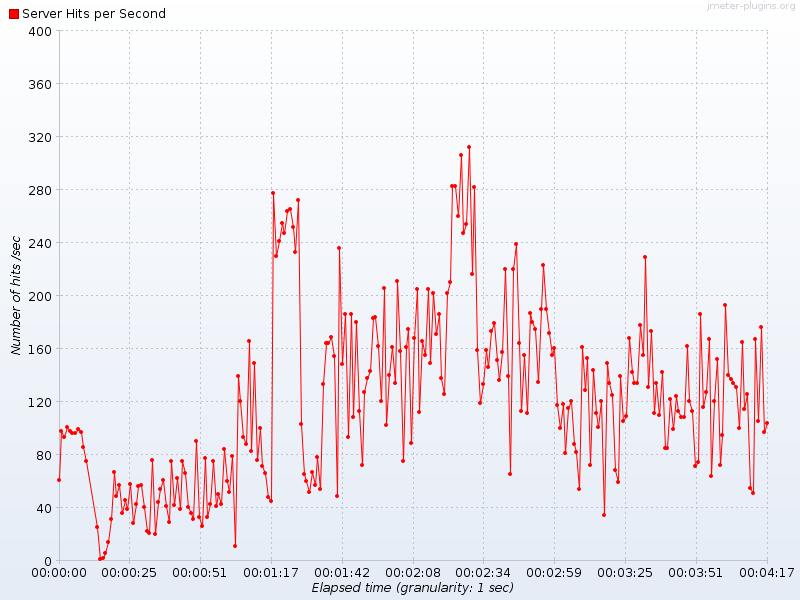 jmeter-plugins.org
Server Hits per Second
400
360
320
280
240
200
160
120
80
40
0
Number of hits /sec
00:00:00 00:00:25 00:00:51 00:01:17 00:01:42 00:02:08 00:02:34 00:02:59 00:03:25 00:03:51 00:04:17
Elapsed time (granularity: 1 sec)